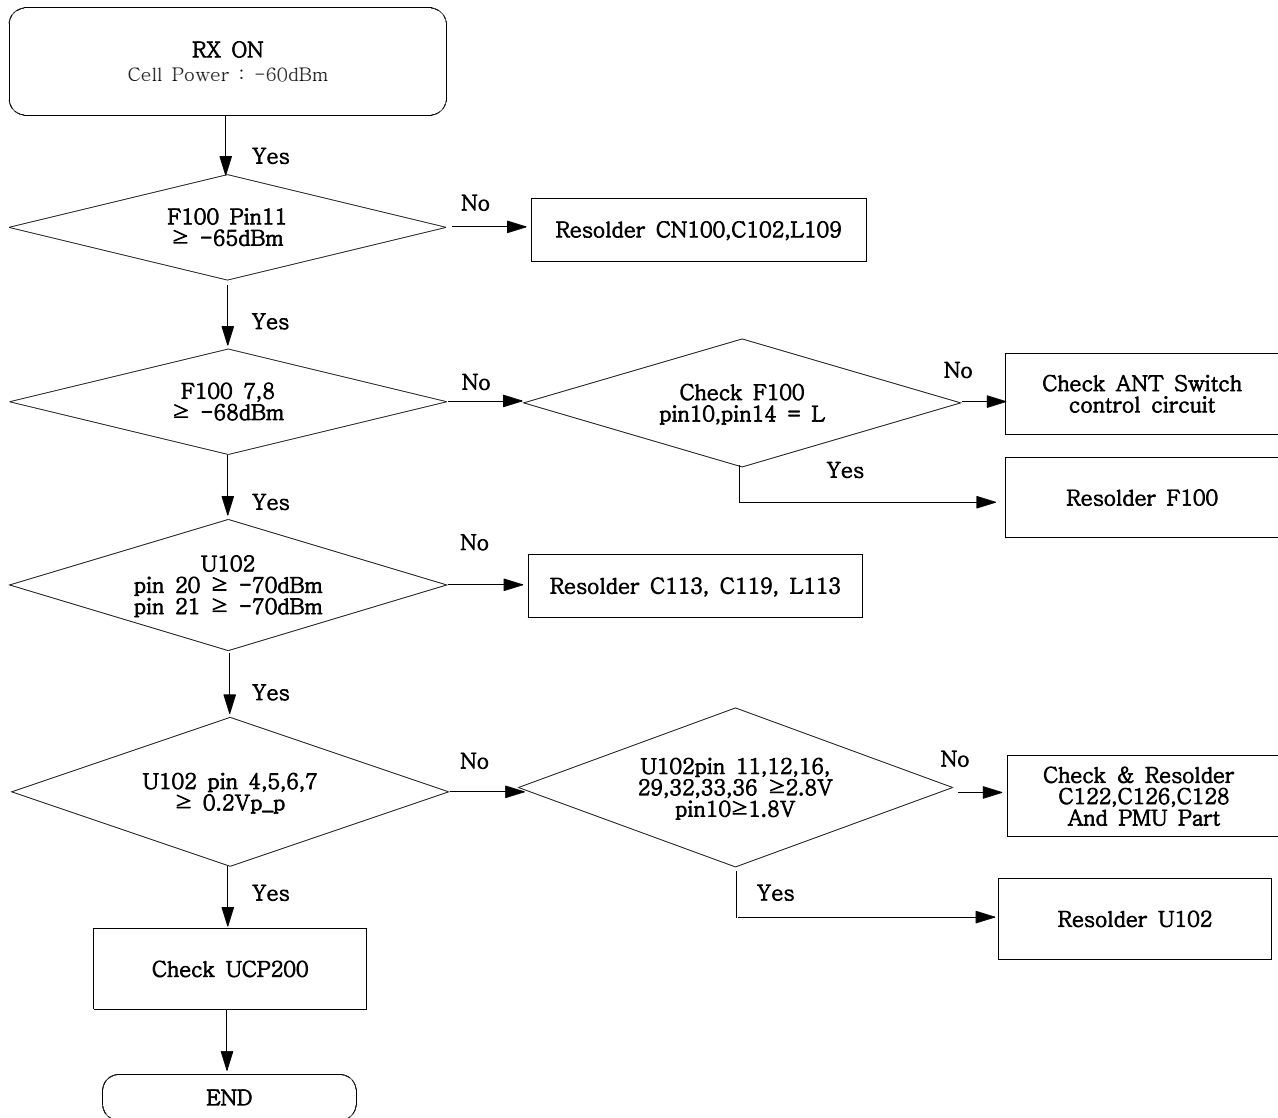 RX ON
Cell Power : -60dBm
Yes
F100 Pin11
≥ -65dBm
No
Resolder CN100,C102,L109
Yes
F100 7,8
≥ -68dBm
No
Check F100
pin10,pin14 = L
No
Check ANT Switch
control circuit
Yes
Resolder F100
Yes
U102
pin 20 ≥ -70dBm
pin 21 ≥ -70dBm
No
Resolder C113, C119, L113
Yes
U102 pin 4,5,6,7
≥ 0.2Vp_p
No
U102pin 11,12,16,
29,32,33,36 ≥2.8V
pin10≥1.8V
No
Check & Resolder
C122,C126,C128
And PMU Part
Yes
Resolder U102
Yes
Check UCP200
END